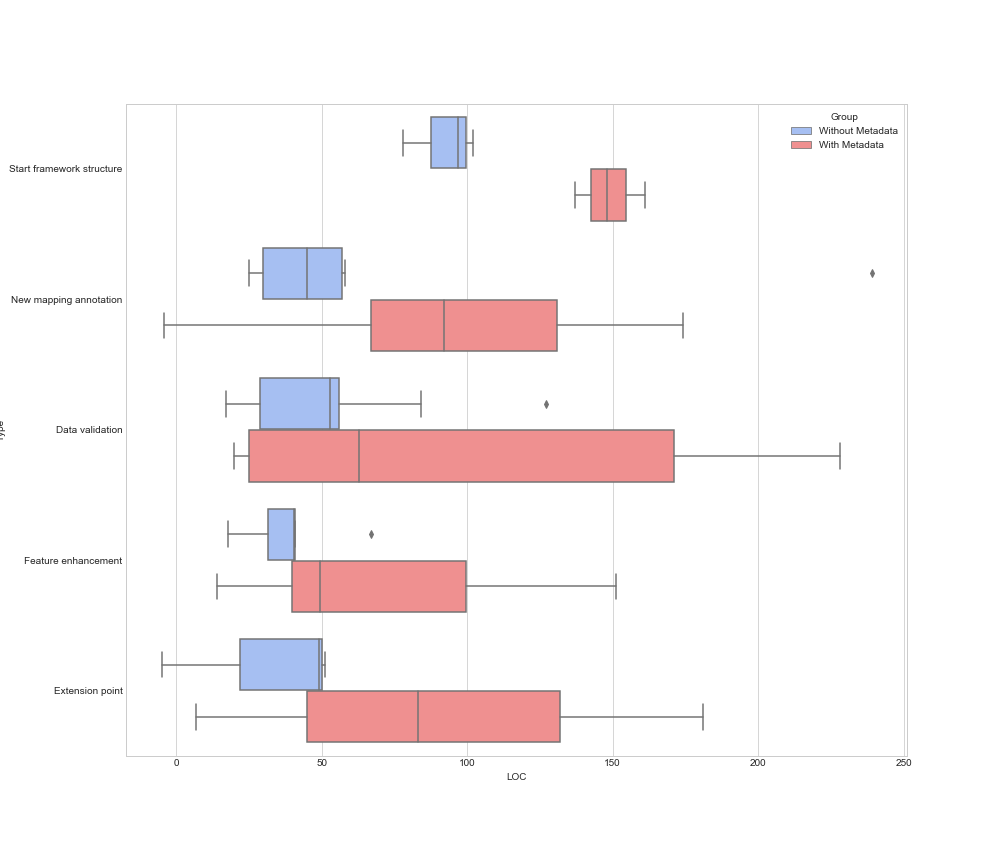 Group
Without Metadata
With Metadata
Start framework structure
New mapping annotation
Data validation
Feature enhancement
Extension point
0 50 100 150 200 250
LOC